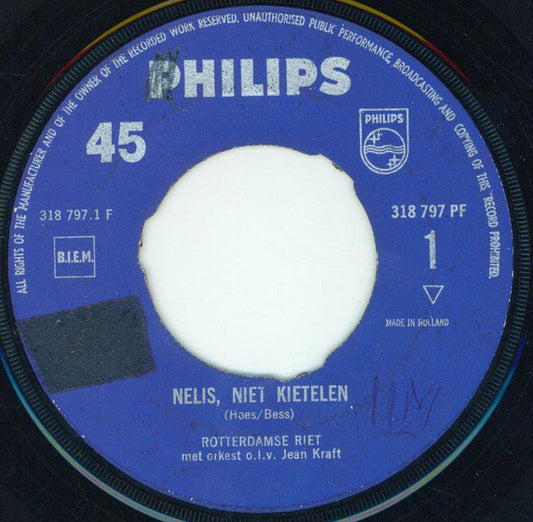 ALL RIGHTS OF THE MANUFACTURER AND OF THE OWNER OF THE RECORDED WORK RESERVED. UNAUTHORISED PUBLIC PERFORMANCE, BROADCASTING AND COPYING OF THIS RECORD PROHIBITED.
PHILIPS
45
PHILIPS
318 797.1 F
318 797 PF
B.I.E.M.
1
MADE IN HOLLAND
NELIS, NIET KIETELEN
(Hoes/Bess)
ROTTERDAMSE RIET
met orkest o.l.v. Jean Kraft